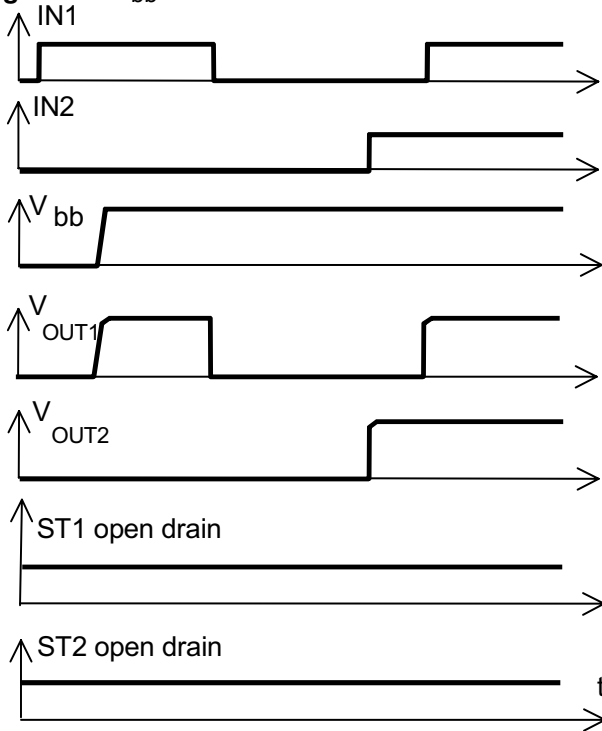 IN1
IN2
V bb
V OUT1
V OUT2
ST1 open drain
ST2 open drain
t